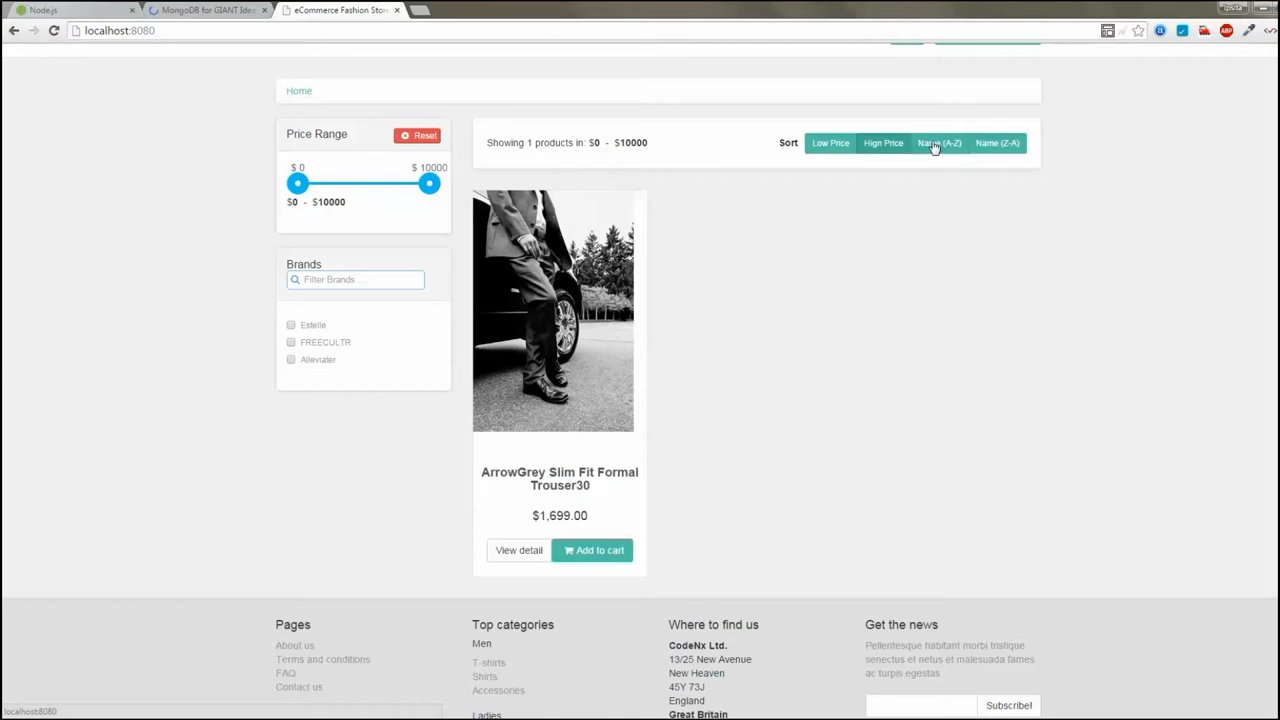 Node.js
MongoDB for GIANT Idea
eCommerce Fashion Stor
Ipsita
localhost:8080
Home
Price Range
Reset
$ 0
$ 10000
$0 - $10000
Brands
Filter Brands ...
Estelle
FREECULTR
Alleviater
Showing 1 products in: $0 - $10000
Sort
Low Price
Hign Price
Name (A-Z)
Name (Z-A)
ArrowGrey Slim Fit Formal
Trouser30
$1,699.00
View detail
Add to cart
Pages
About us
Terms and conditions
FAQ
Contact us
Top categories
Men
T-shirts
Shirts
Accessories
Ladies
Where to find us
CodeNx Ltd.
13/25 New Avenue
New Heaven
45Y 73J
England
Great Britain
Get the news
Pellentesque habitant morbi tristique
senectus et netus et malesuada fames
ac turpis egestas
Subscribe!
localhost:8080